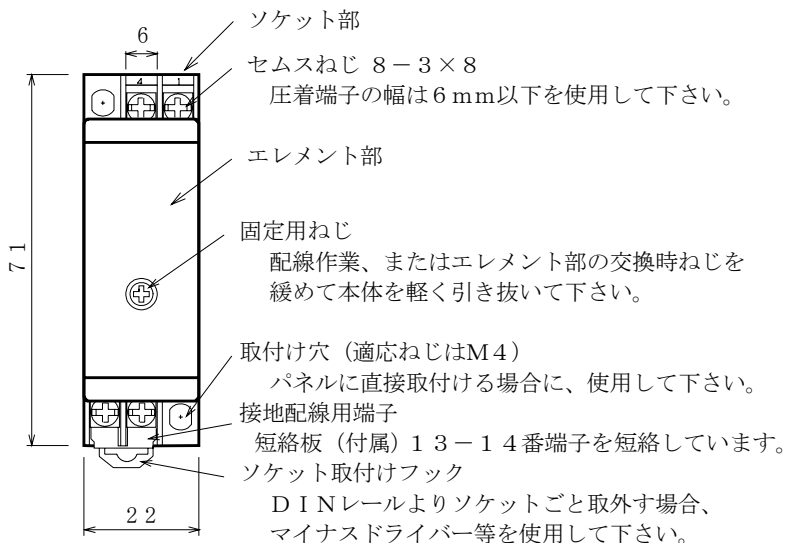 ソケット部
6
セムスねじ ８－３×８
圧着端子の幅は６ｍｍ以下を使用して下さい。
4 1
エレメント部
固定用ねじ
配線作業、またはエレメント部の交換時ねじを
緩めて本体を軽く引き抜いて下さい。
７１
取付け穴（適応ねじはＭ４）
パネルに直接取付ける場合に、使用して下さい。
接地配線用端子
短絡板（付属）１３－１４番端子を短絡しています。
ソケット取付けフック
ＤＩＮレールよりソケットごと取外す場合、
マイナスドライバー等を使用して下さい。
２２